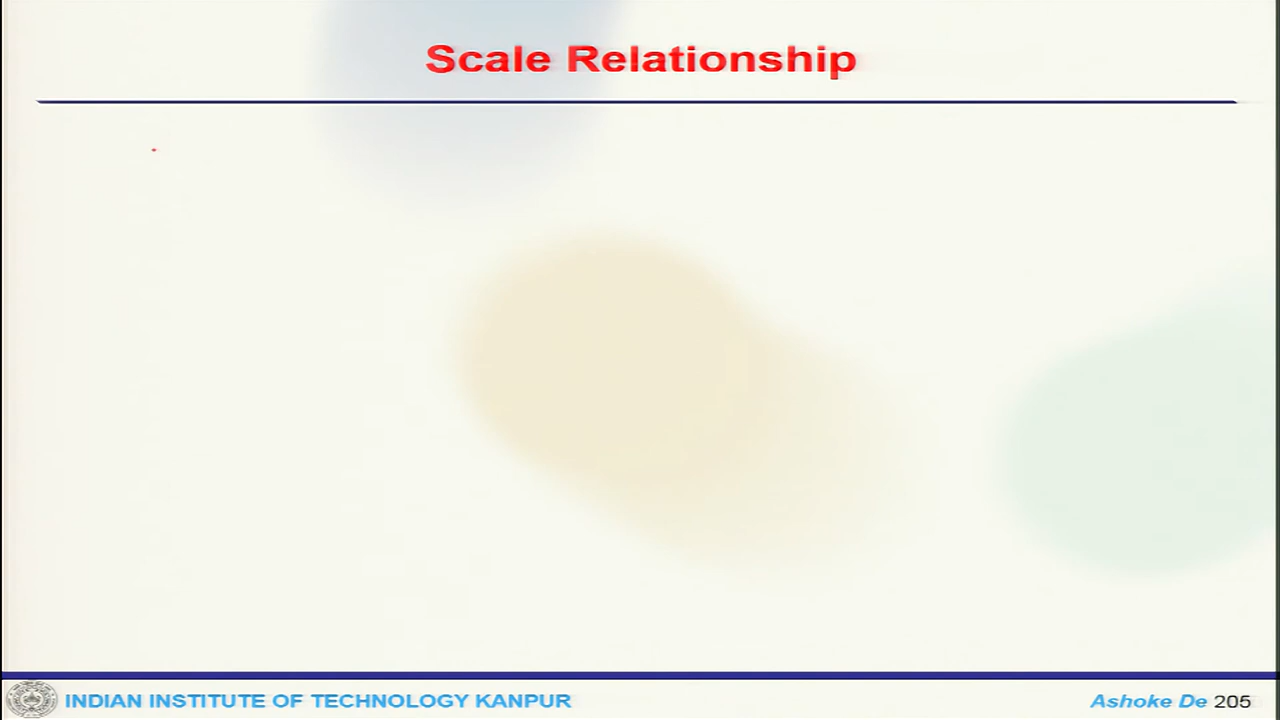 Scale Relationship
INDIAN INSTITUTE OF TECHNOLOGY KANPUR
Ashoke De 205